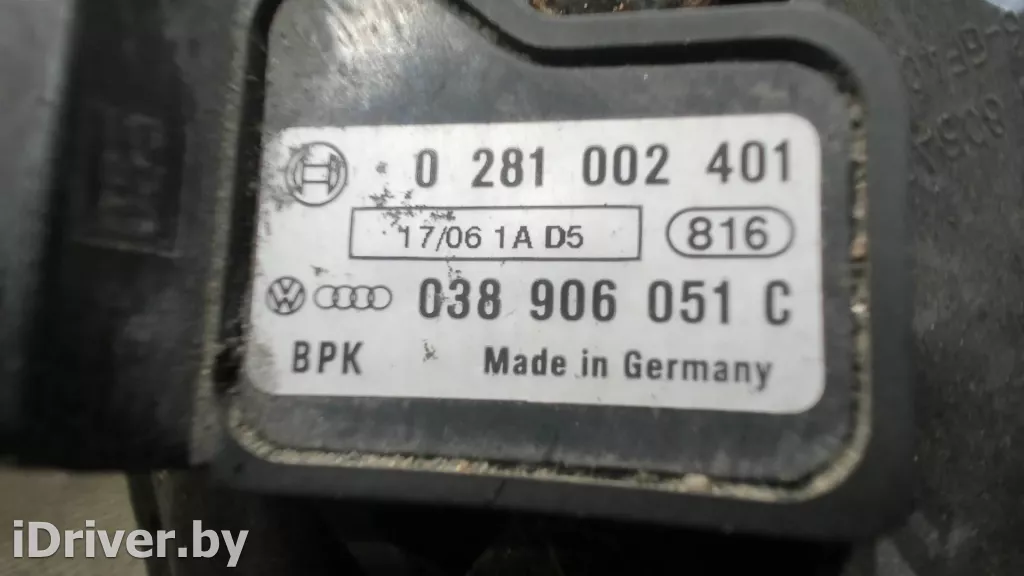 0 281 002 401
17/06 1A D5
816
038 906 051 C
BPK Made in Germany
iDriver.by